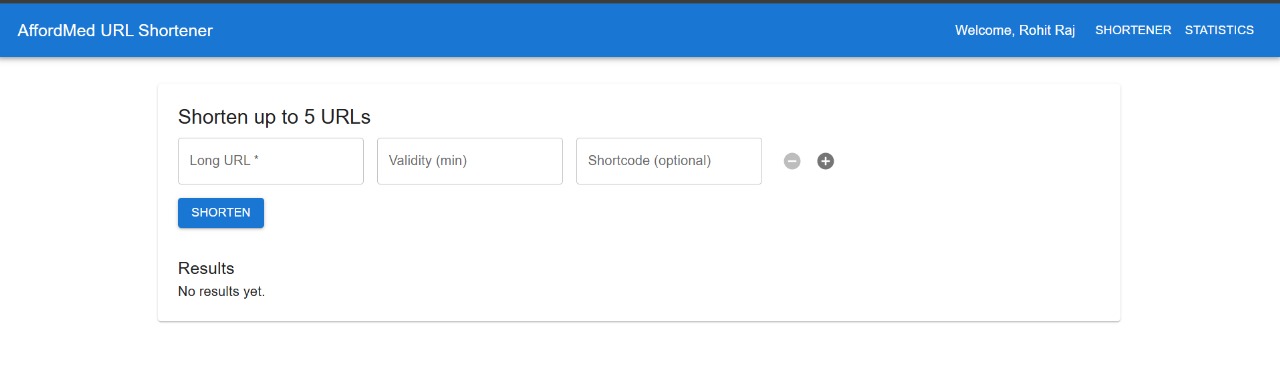 AffordMed URL Shortener Welcome, Rohit Raj SHORTENER STATISTICS
Shorten up to 5 URLs
Long URL * Validity (min) Shortcode (optional)
SHORTEN
Results
No results yet.